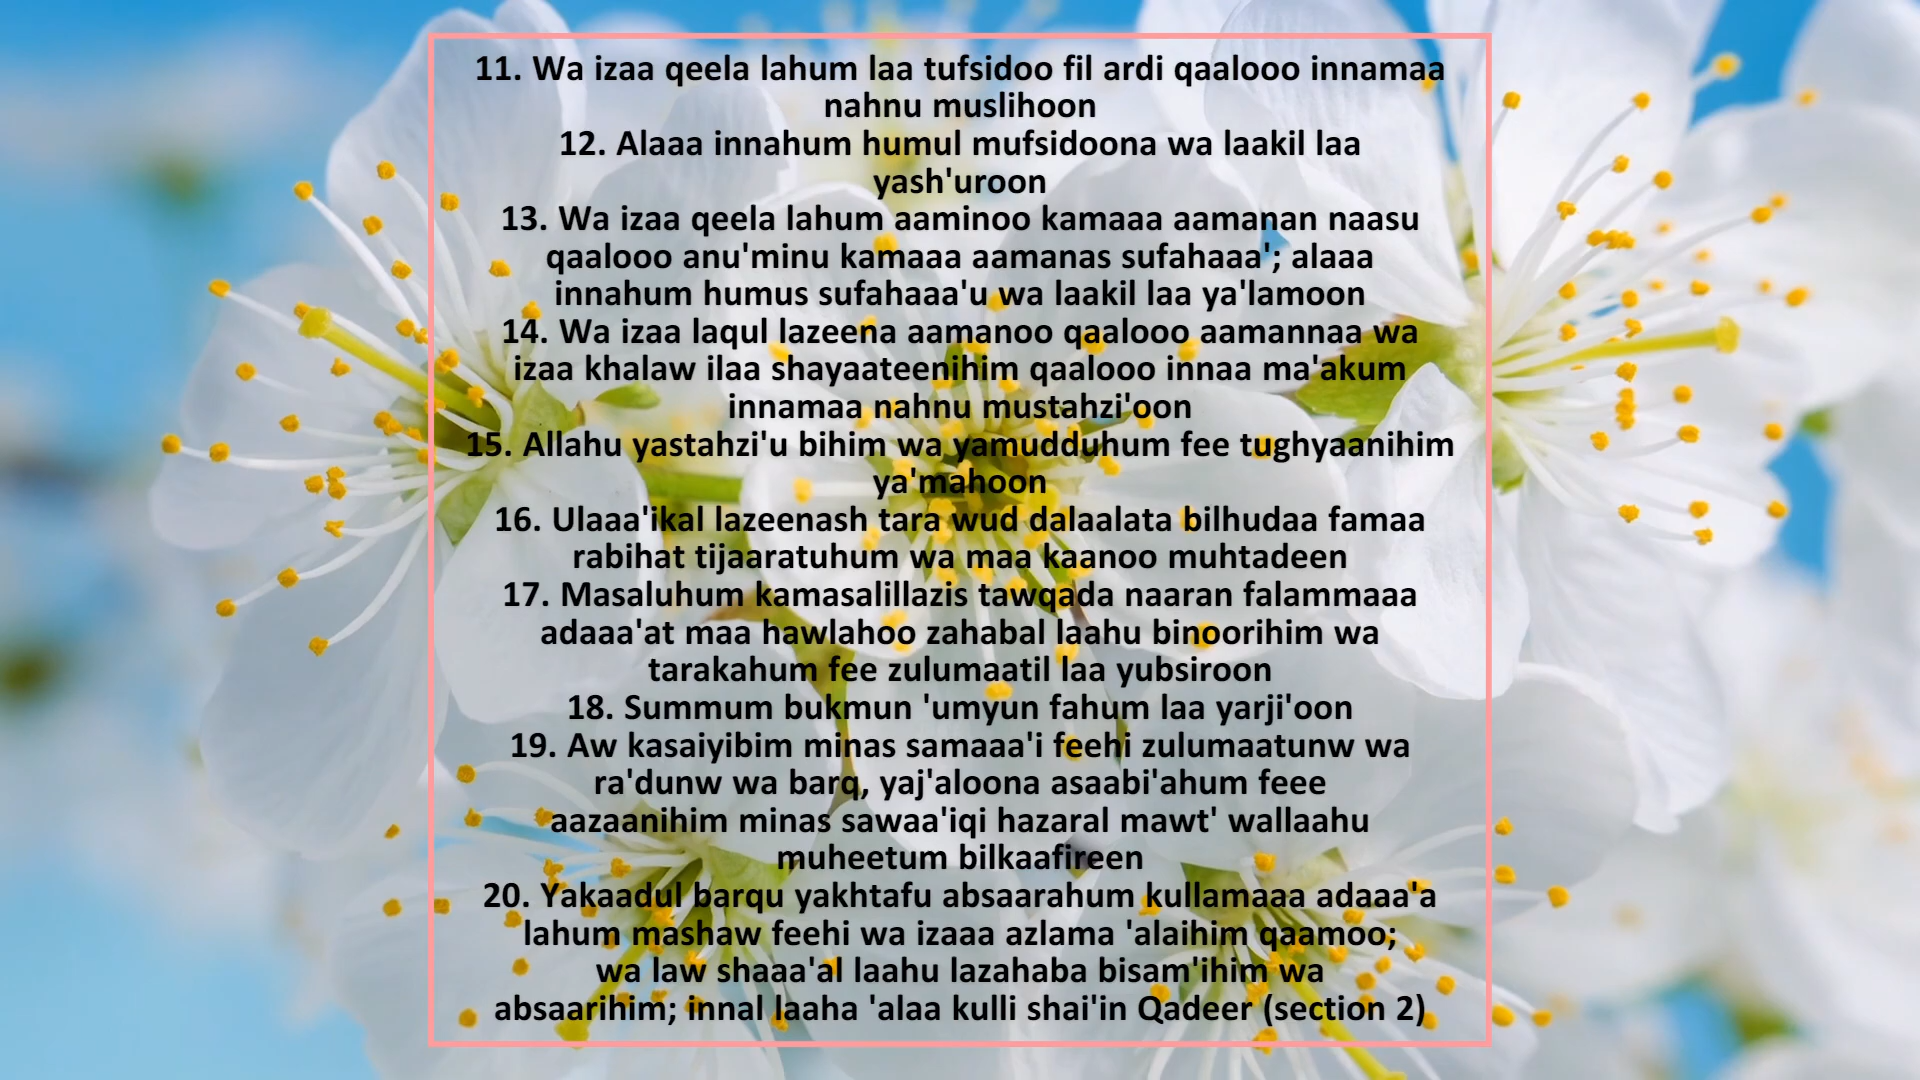 11. Wa izaa qeela lahum laa tufsidoo fil ardi qaalooo innamaa
nahnu muslihoon
12. Alaaa innahum humul mufsidoona wa laakil laa
yash'uroon
13. Wa izaa qeela lahum aaminoo kamaaa aamanan naasu
qaalooo anu'minu kamaaa aamanas sufahaaa'; alaaa
innahum humus sufahaaa'u wa laakil laa ya'lamoon
14. Wa izaa laqul lazeena aamanoo qaalooo aamannaa wa
izaa khalaw ilaa shayaateenihim qaalooo innaa ma'akum
innamaa nahnu mustahzi'oon
15. Allahu yastahzi'u bihim wa yamudduhum fee tughyaanihim
ya'mahoon
16. Ulaaa'ikal lazeenash tara wud dalaalata bilhudaa famaa
rabihat tijaaratuhum wa maa kaanoo muhtadeen
17. Masaluhum kamasalillazis tawqada naaran falammaaa
adaaa'at maa hawlahoo zahabal laahu binoorihim wa
tarakahum fee zulumaatil laa yubsiroon
18. Summum bukmun 'umyun fahum laa yarji'oon
19. Aw kasaiyibim minas samaaa'i feehi zulumaatunw wa
ra'dunw wa barq, yaj'aloona asaabi'ahum feee
aazaanihim minas sawaa'iqi hazaral mawt' wallaahu
muheetum bilkaafireen
20. Yakaadul barqu yakhtafu absaarahum kullamaaa adaaa'a
lahum mashaw feehi wa izaaa azlama 'alaihim qaamoo;
wa law shaaa'al laahu lazahaba bisam'ihim wa
absaarihim; innal laaha 'alaa kulli shai'in Qadeer (section 2)